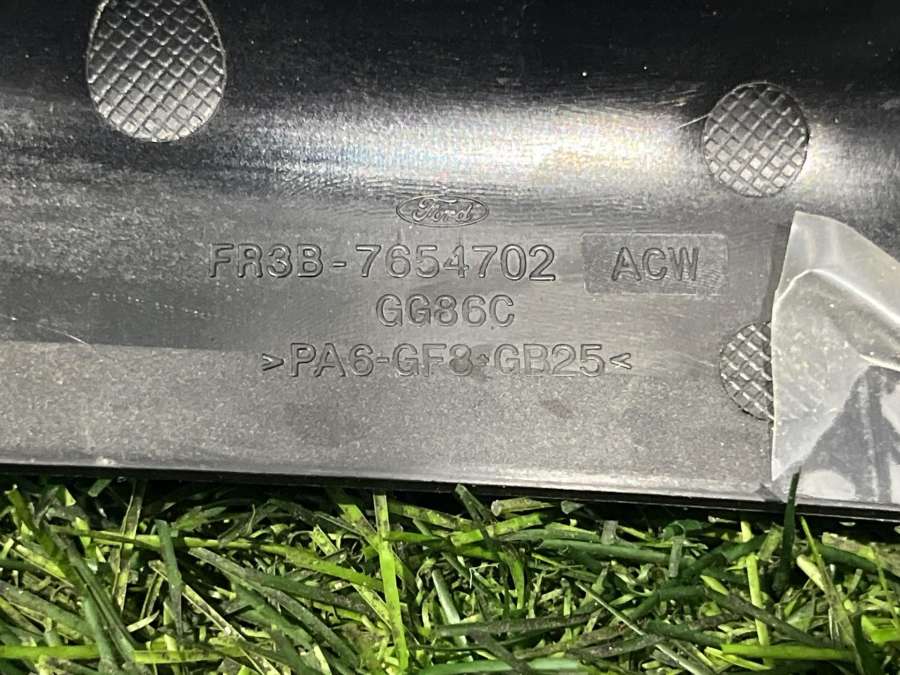 Ford
FR3B-7654702 ACW
GG86C
>PA6-GF8+GB25<